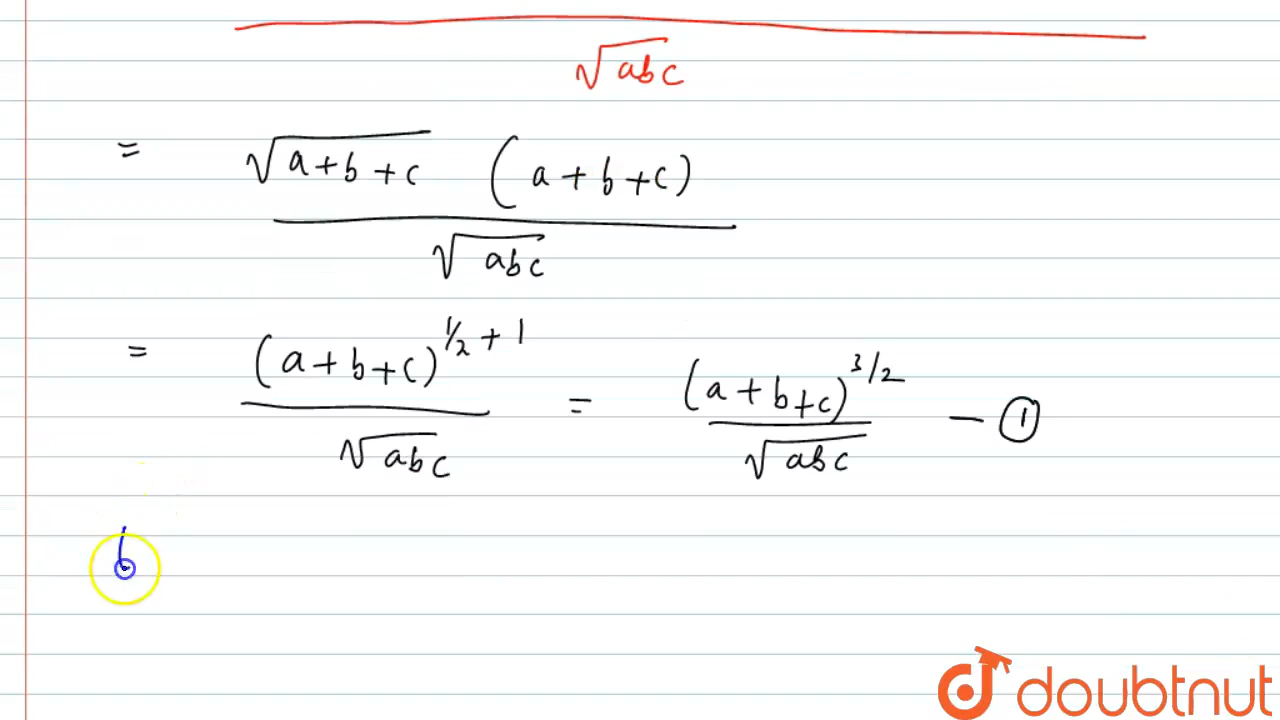 √abc
= √a+b+c (a+b+c)
√abc
= (a+b+c)^1/2+1 = (a+b+c)^3/2 - ①
√abc √abc
doubtnut